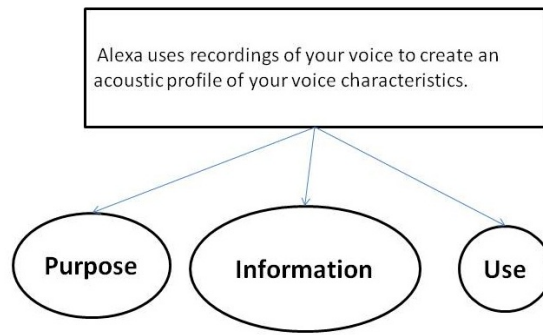 Alexa uses recordings of your voice to create an
acoustic profile of your voice characteristics.
Purpose
Information
Use